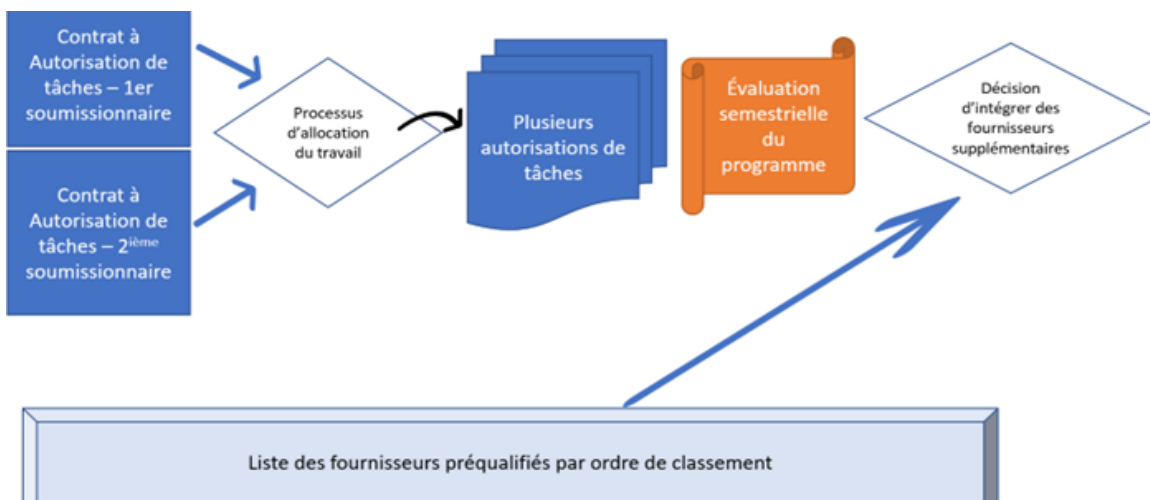 Contrat à
Autorisation de
tâches – 1er
soumissionnaire
Contrat à
Autorisation de
tâches – 2ième
soumissionnaire
Processus
d'allocation
du travail
Plusieurs
autorisations de
tâches
Évaluation
semestrielle
du
programme
Décision
d'intégrer des
fournisseurs
supplémentaires
Liste des fournisseurs préqualifiés par ordre de classement